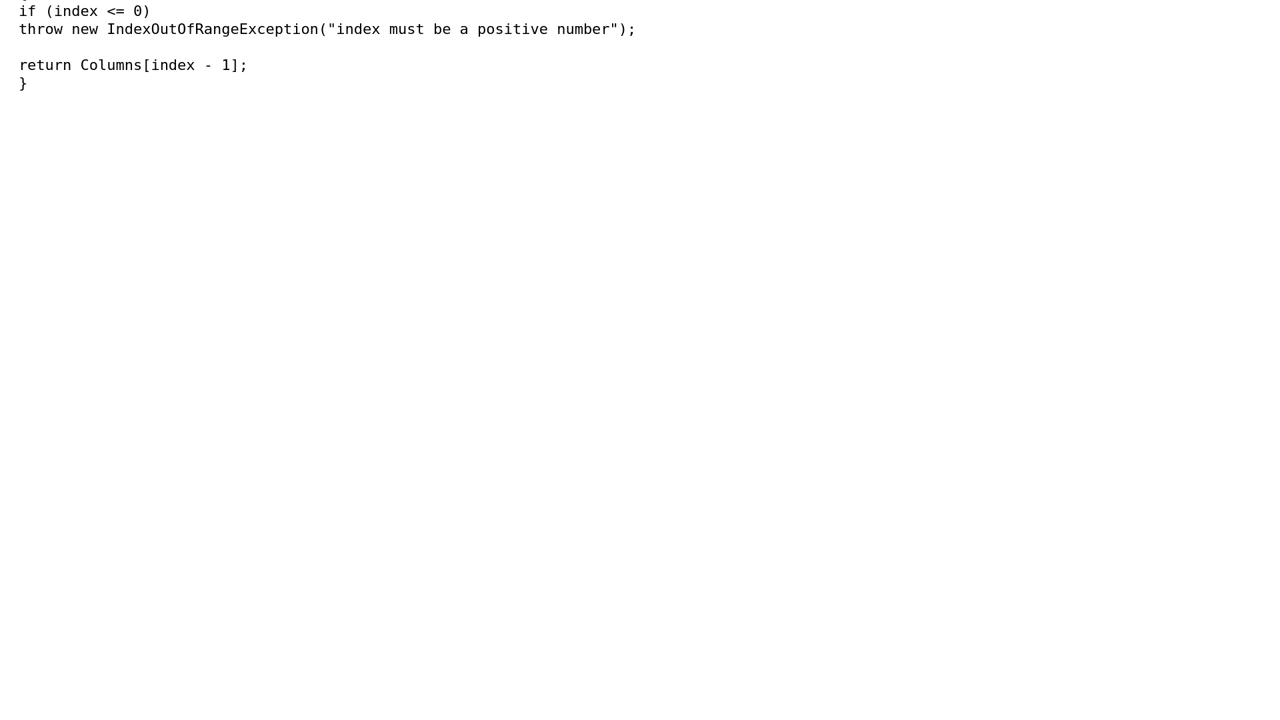 if (index <= 0)
throw new IndexOutOfRangeException("index must be a positive number");
return Columns[index - 1];
}